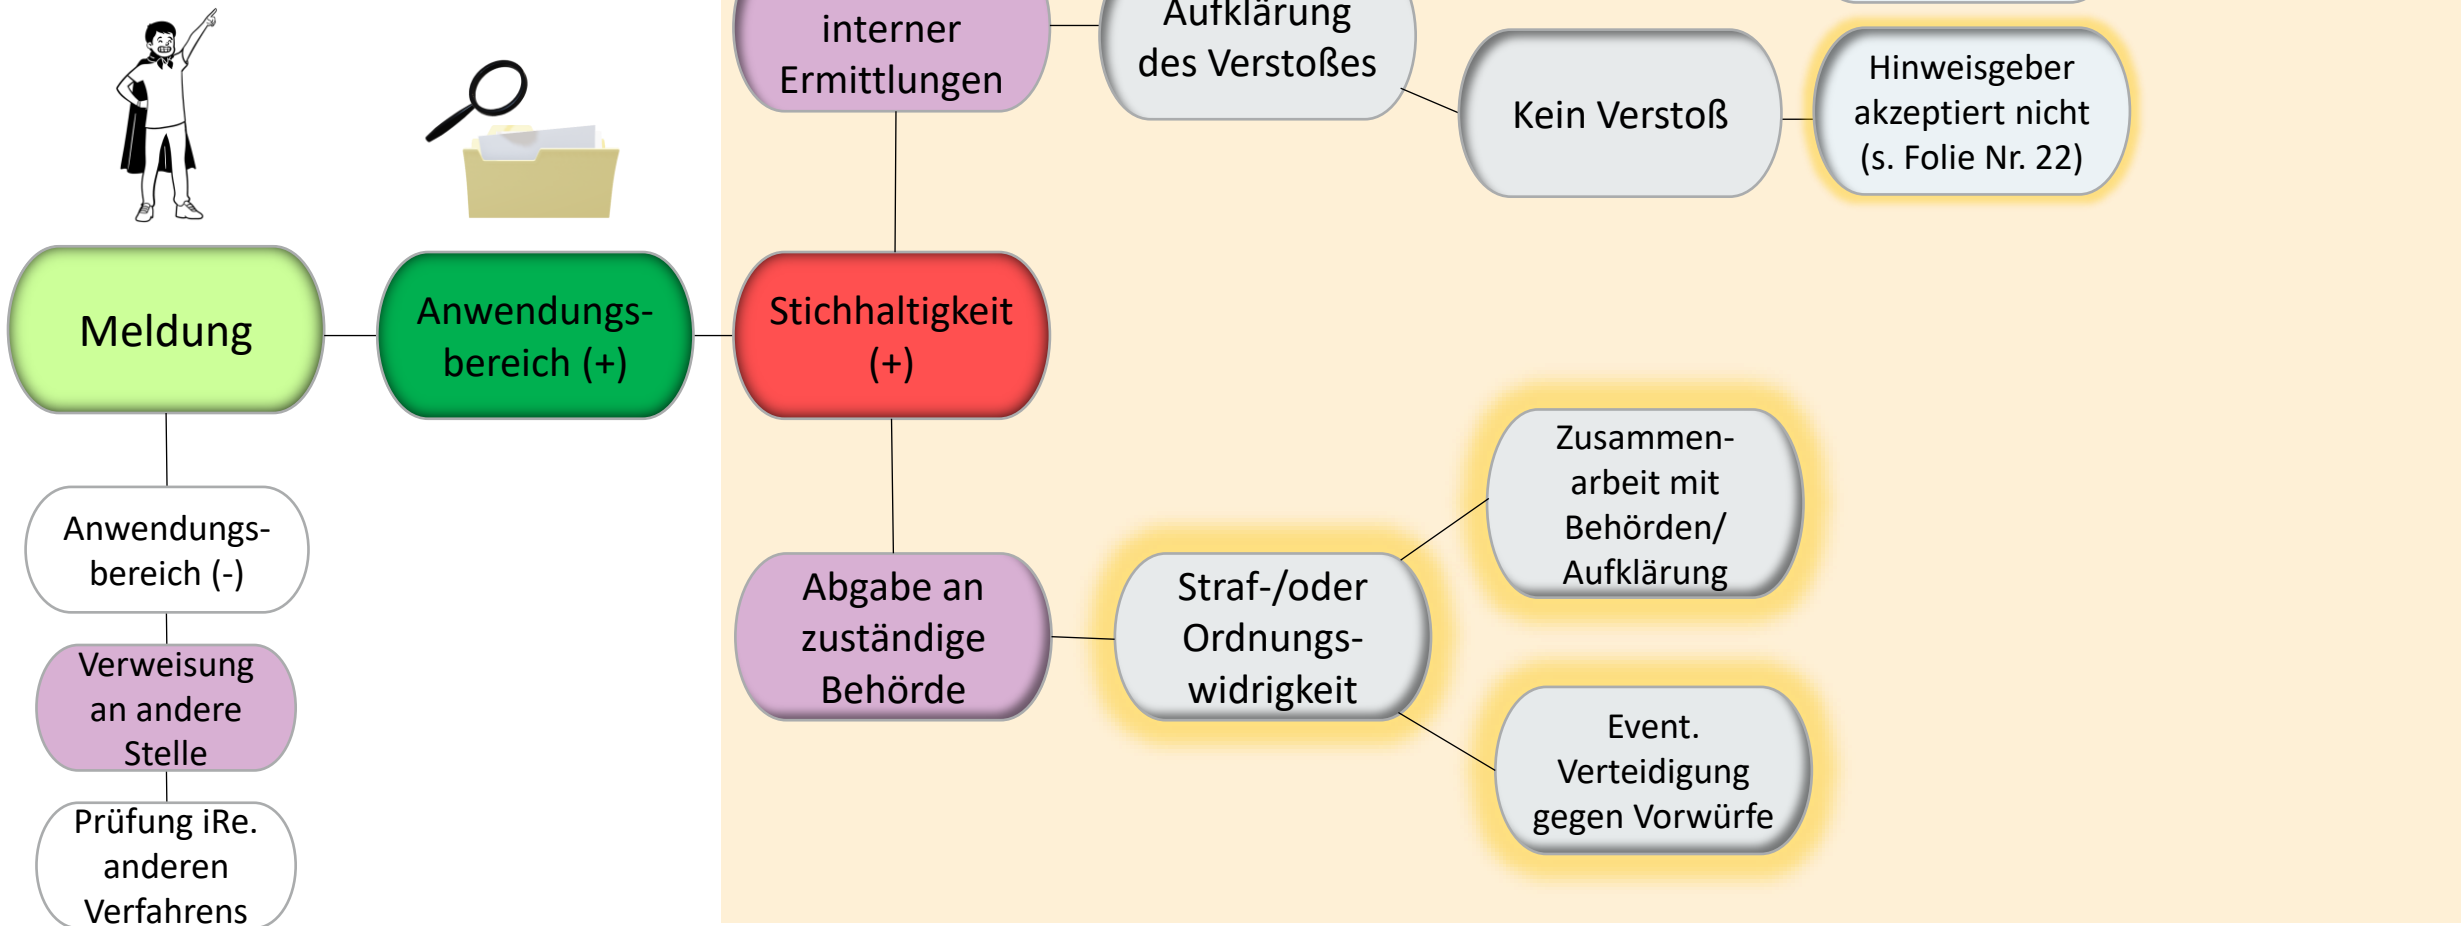 interner
Ermittlungen
Aufklärung
des Verstoßes
Kein Verstoß
Hinweisgeber
akzeptiert nicht
(s. Folie Nr. 22)
Meldung
Anwendungs-
bereich (+)
Stichhaltigkeit
(+)
Anwendungs-
bereich (-)
Verweisung
an andere
Stelle
Prüfung iRe.
anderen
Verfahrens
Abgabe an
zuständige
Behörde
Straf-/oder
Ordnungs-
widrigkeit
Zusammen-
arbeit mit
Behörden/
Aufklärung
Event.
Verteidigung
gegen Vorwürfe